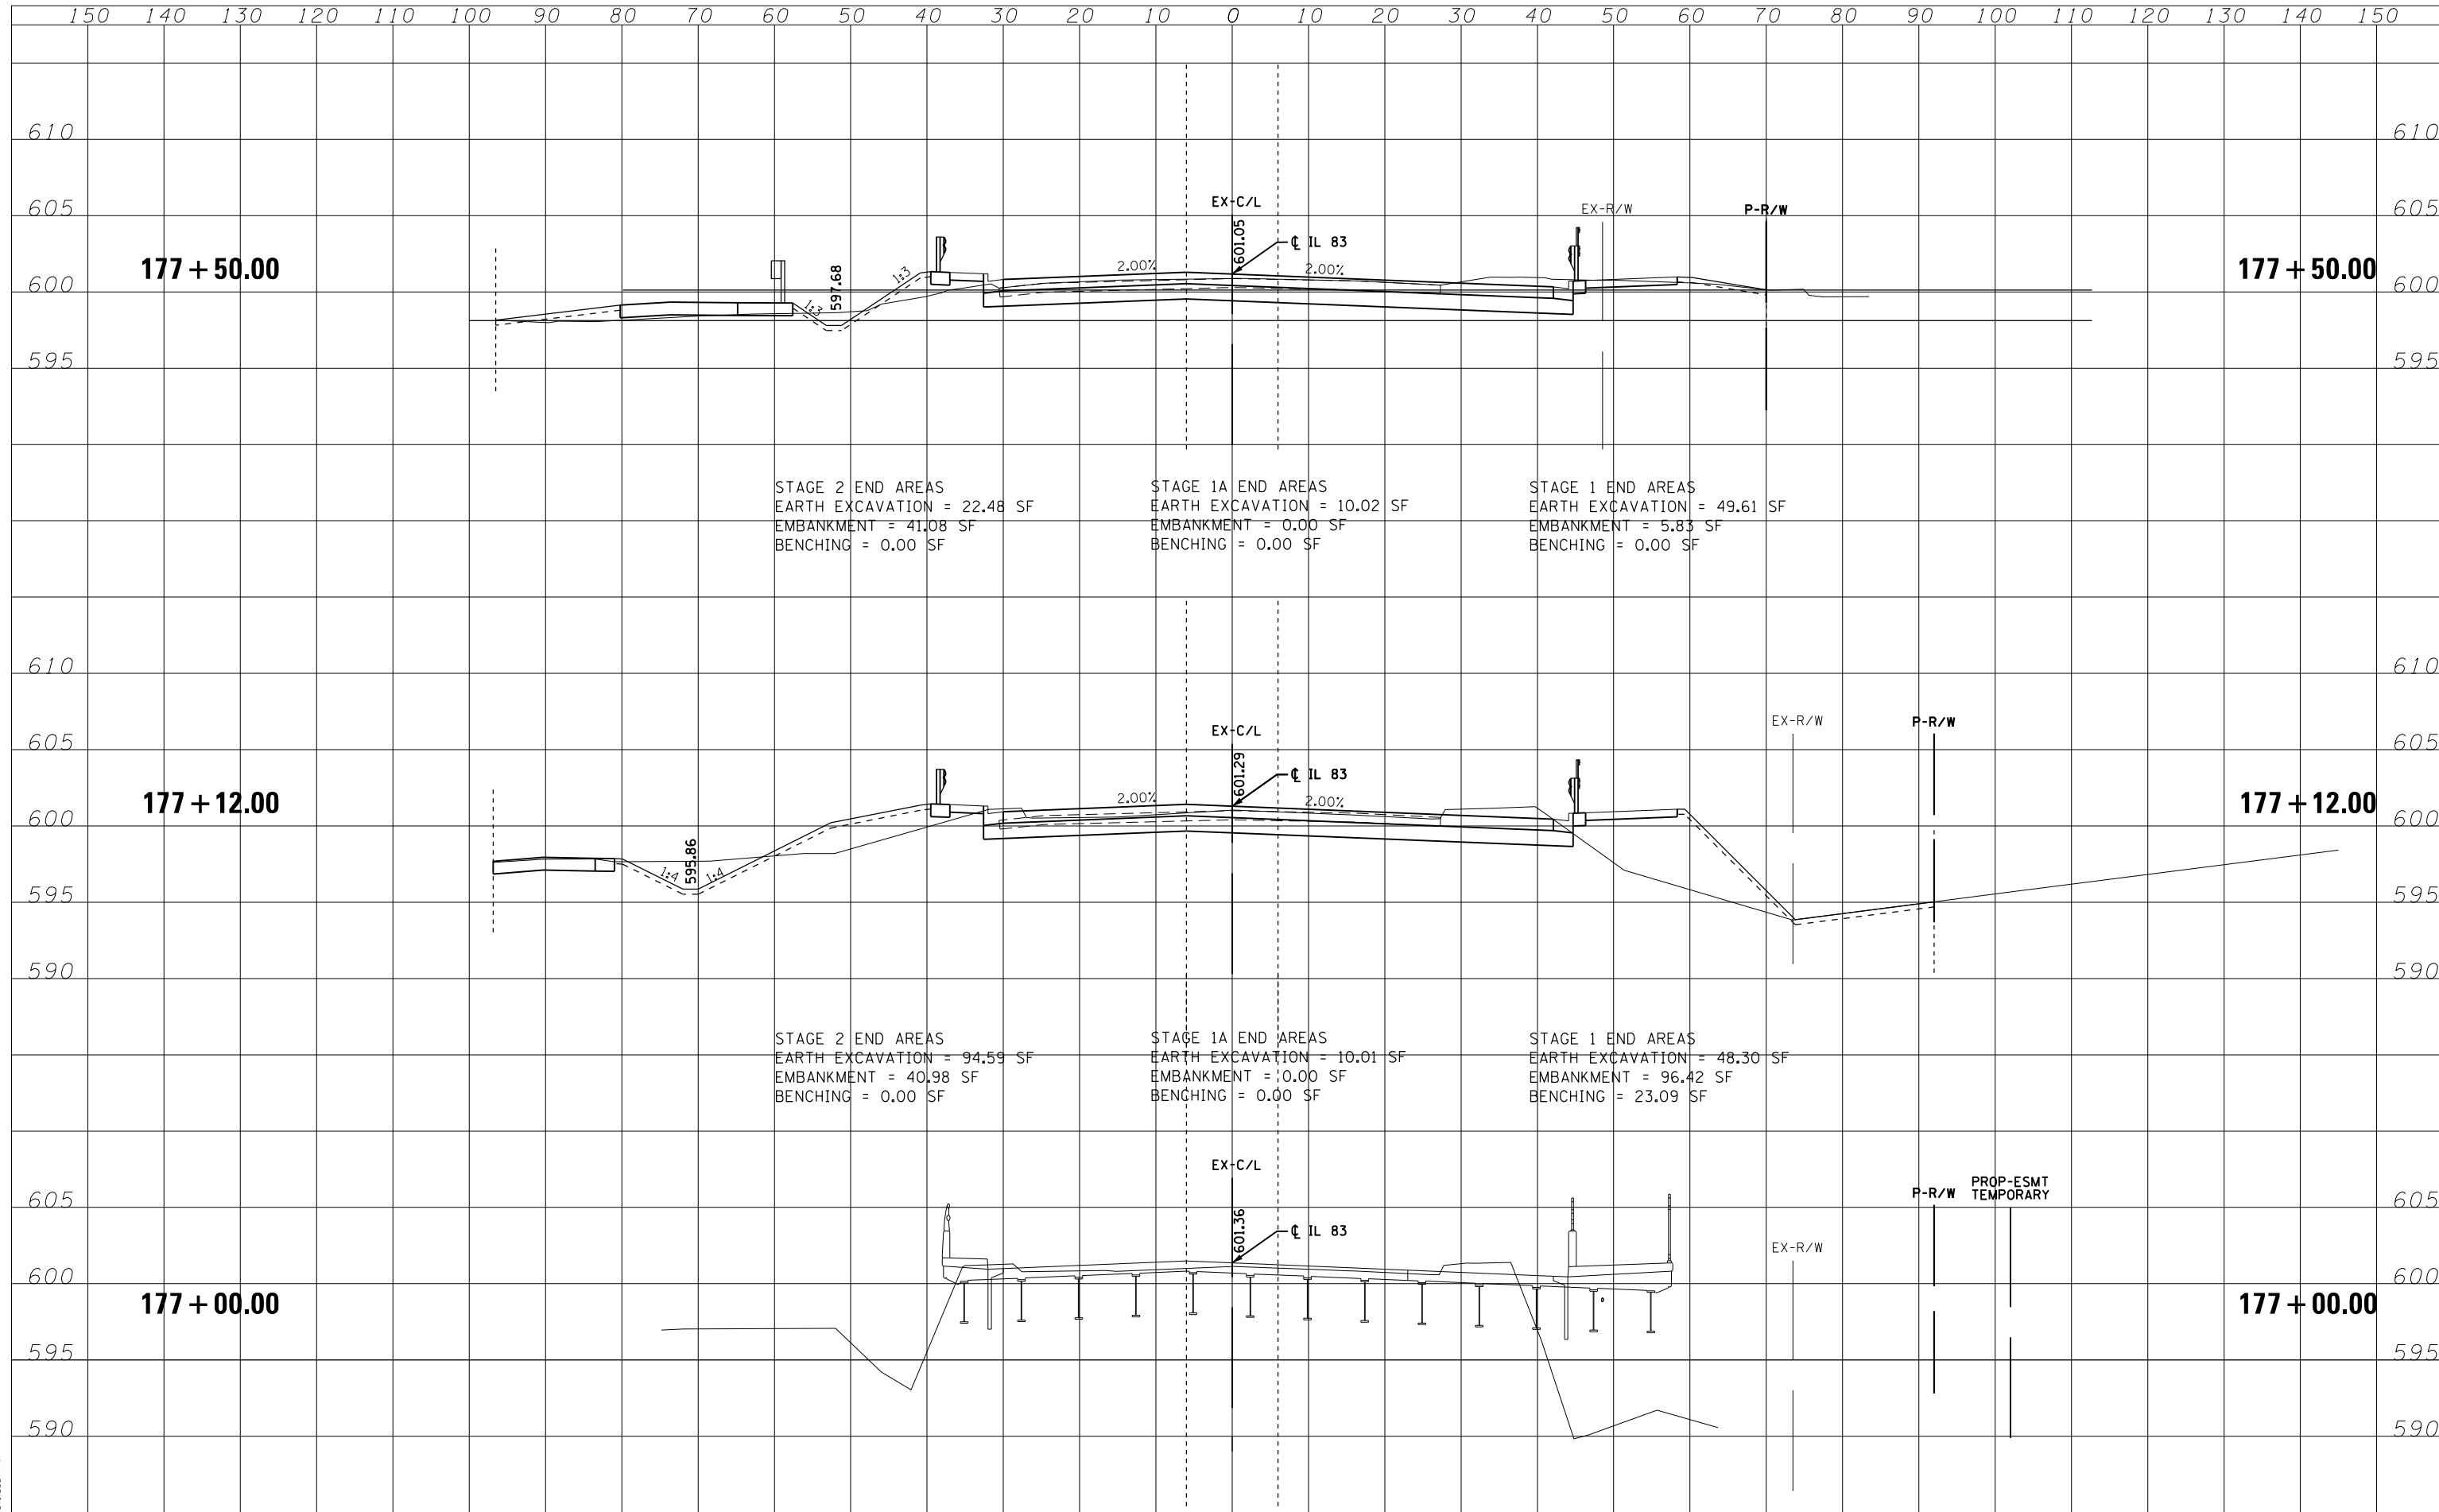 150 140 130 120 110 100 90 80 70 60 50 40 30 20 10 0 10 20 30 40 50 60 70 80 90 100 110 120 130 140 150
610 610
EX-C/L
605 EX-R/W P-R/W 605
601.05
℄ IL 83
177+50.00 1:3 597.68 2.00% 2.00% 177+50.00
600 1:3 600
595 595
STAGE 2 END AREAS
EARTH EXCAVATION = 22.48 SF
EMBANKMENT = 41.08 SF
BENCHING = 0.00 SF
STAGE 1A END AREAS
EARTH EXCAVATION = 10.02 SF
EMBANKMENT = 0.00 SF
BENCHING = 0.00 SF
STAGE 1 END AREAS
EARTH EXCAVATION = 49.61 SF
EMBANKMENT = 5.83 SF
BENCHING = 0.00 SF
610 610
EX-C/L EX-R/W P-R/W
605 605
601.29
℄ IL 83
177+12.00 2.00% 2.00% 177+12.00
600 600
595.86
1:4 1:4
595 595
590 590
STAGE 2 END AREAS
EARTH EXCAVATION = 94.59 SF
EMBANKMENT = 40.98 SF
BENCHING = 0.00 SF
STAGE 1A END AREAS
EARTH EXCAVATION = 10.01 SF
EMBANKMENT = 0.00 SF
BENCHING = 0.00 SF
STAGE 1 END AREAS
EARTH EXCAVATION = 48.30 SF
EMBANKMENT = 96.42 SF
BENCHING = 23.09 SF
EX-C/L
PROP-ESMT
P-R/W TEMPORARY
605 605
601.36
℄ IL 83
EX-R/W
600 600
177+00.00 177+00.00
595 595
590 590